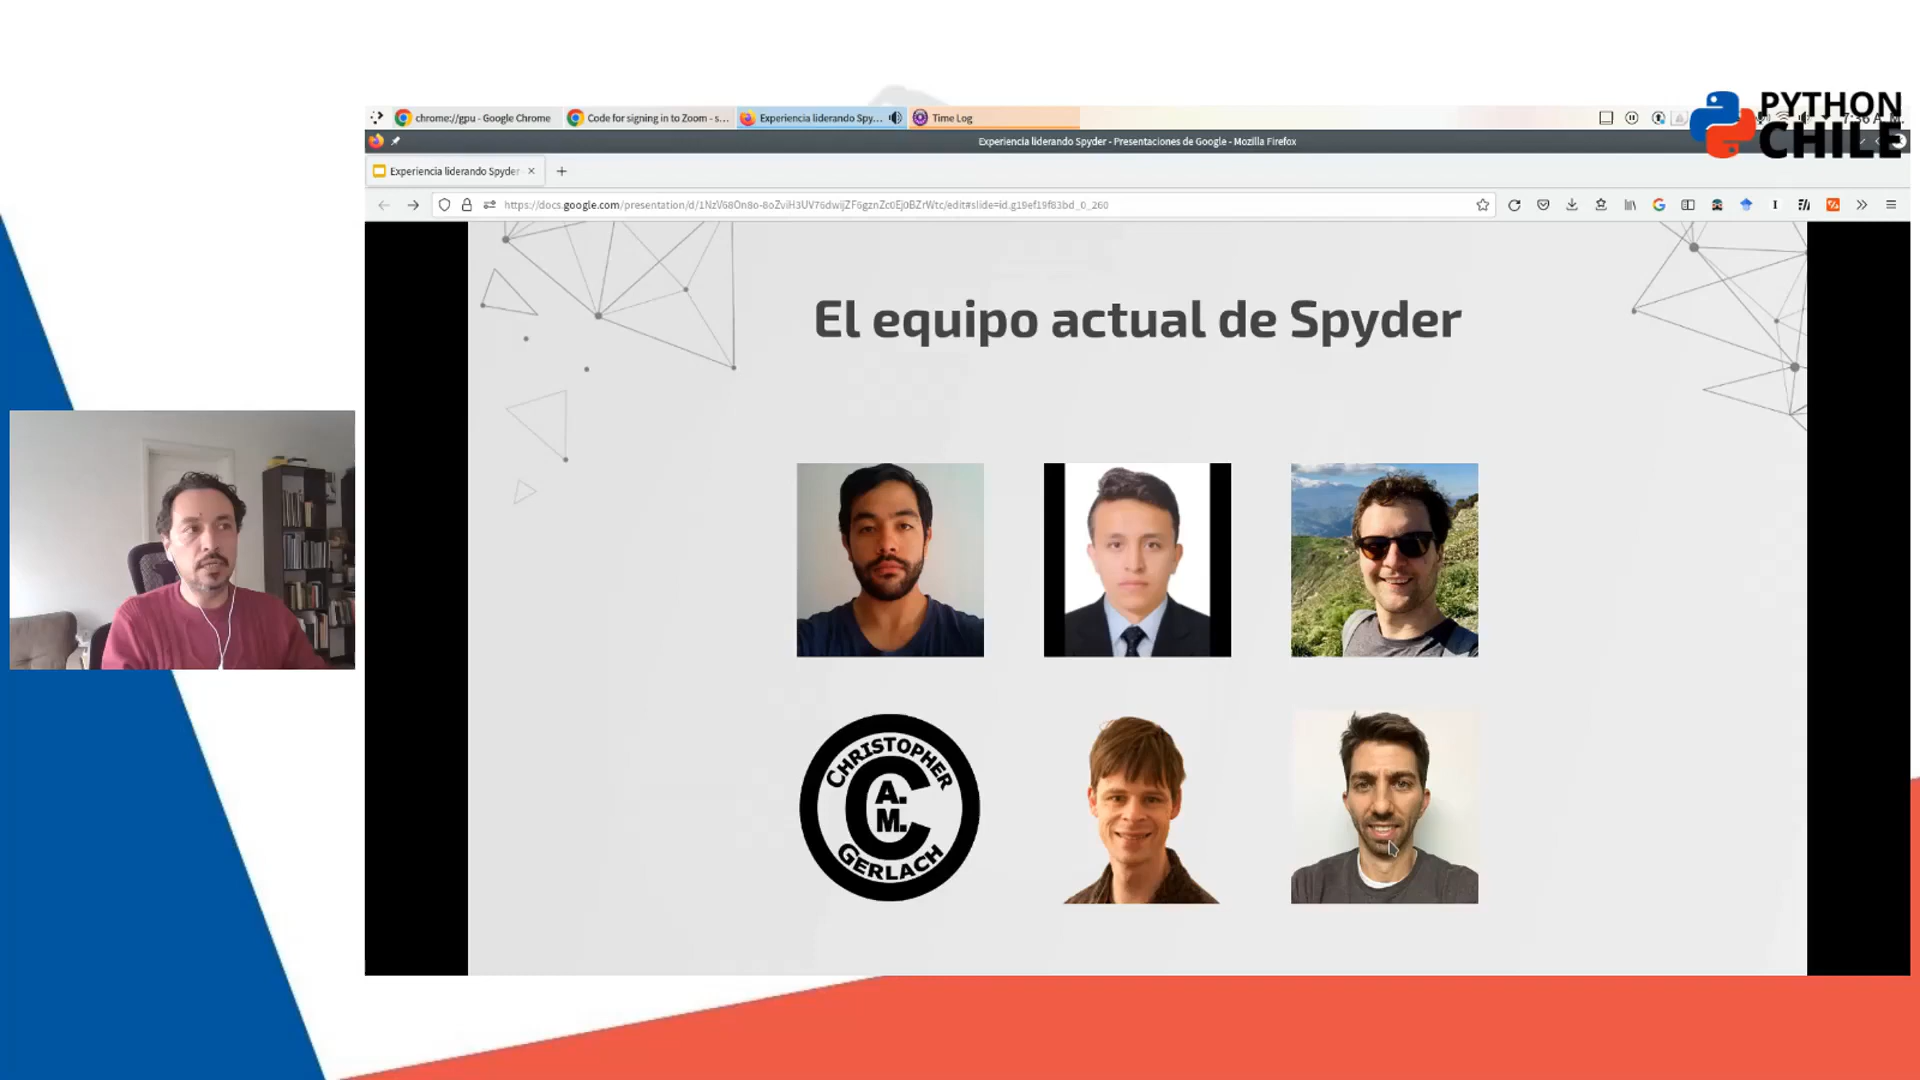 chrome://gpu - Google Chrome
Code for signing in to Zoom - s...
Experiencia liderando Spy...
Time Log
PYTHON
CHILE
Experiencia liderando Spyder - Presentaciones de Google - Mozilla Firefox
Experiencia liderando Spyder
El equipo actual de Spyder
CHRISTOPHER
A.
M.
C
GERLACH